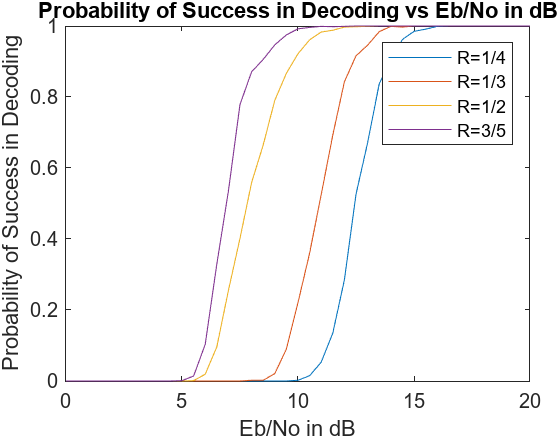 Probability of Success in Decoding vs Eb/No in dB
Probability of Success in Decoding
1
0.8
0.6
0.4
0.2
0
0 5 10 15 20
Eb/No in dB
R=1/4
R=1/3
R=1/2
R=3/5